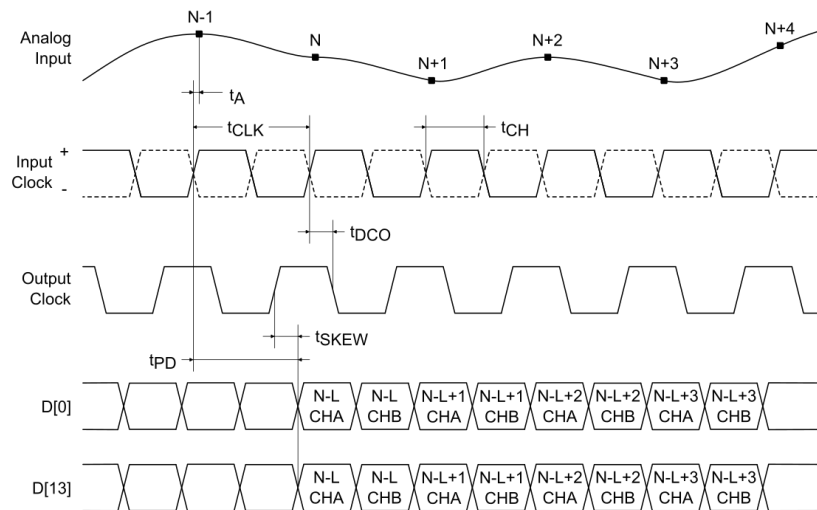 N-1
N
N+1
N+2
N+3
N+4
Analog
Input
tA
tCLK
tCH
Input
Clock
+
-
tDCO
Output
Clock
tSKEW
tPD
D[0]
N-L
CHA
N-L
CHB
N-L+1
CHA
N-L+1
CHB
N-L+2
CHA
N-L+2
CHB
N-L+3
CHA
N-L+3
CHB
D[13]
N-L
CHA
N-L
CHB
N-L+1
CHA
N-L+1
CHB
N-L+2
CHA
N-L+2
CHB
N-L+3
CHA
N-L+3
CHB